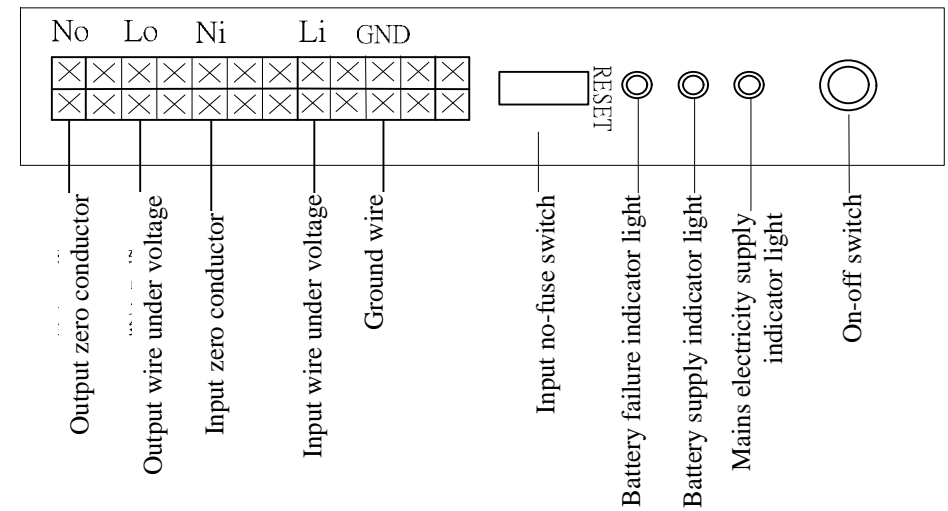 No Lo Ni Li GND
RESET
Output zero conductor
Output wire under voltage
Input zero conductor
Input wire under voltage
Ground wire
Input no-fuse switch
Battery failure indicator light
Battery supply indicator light
Mains electricity supply
indicator light
On-off switch